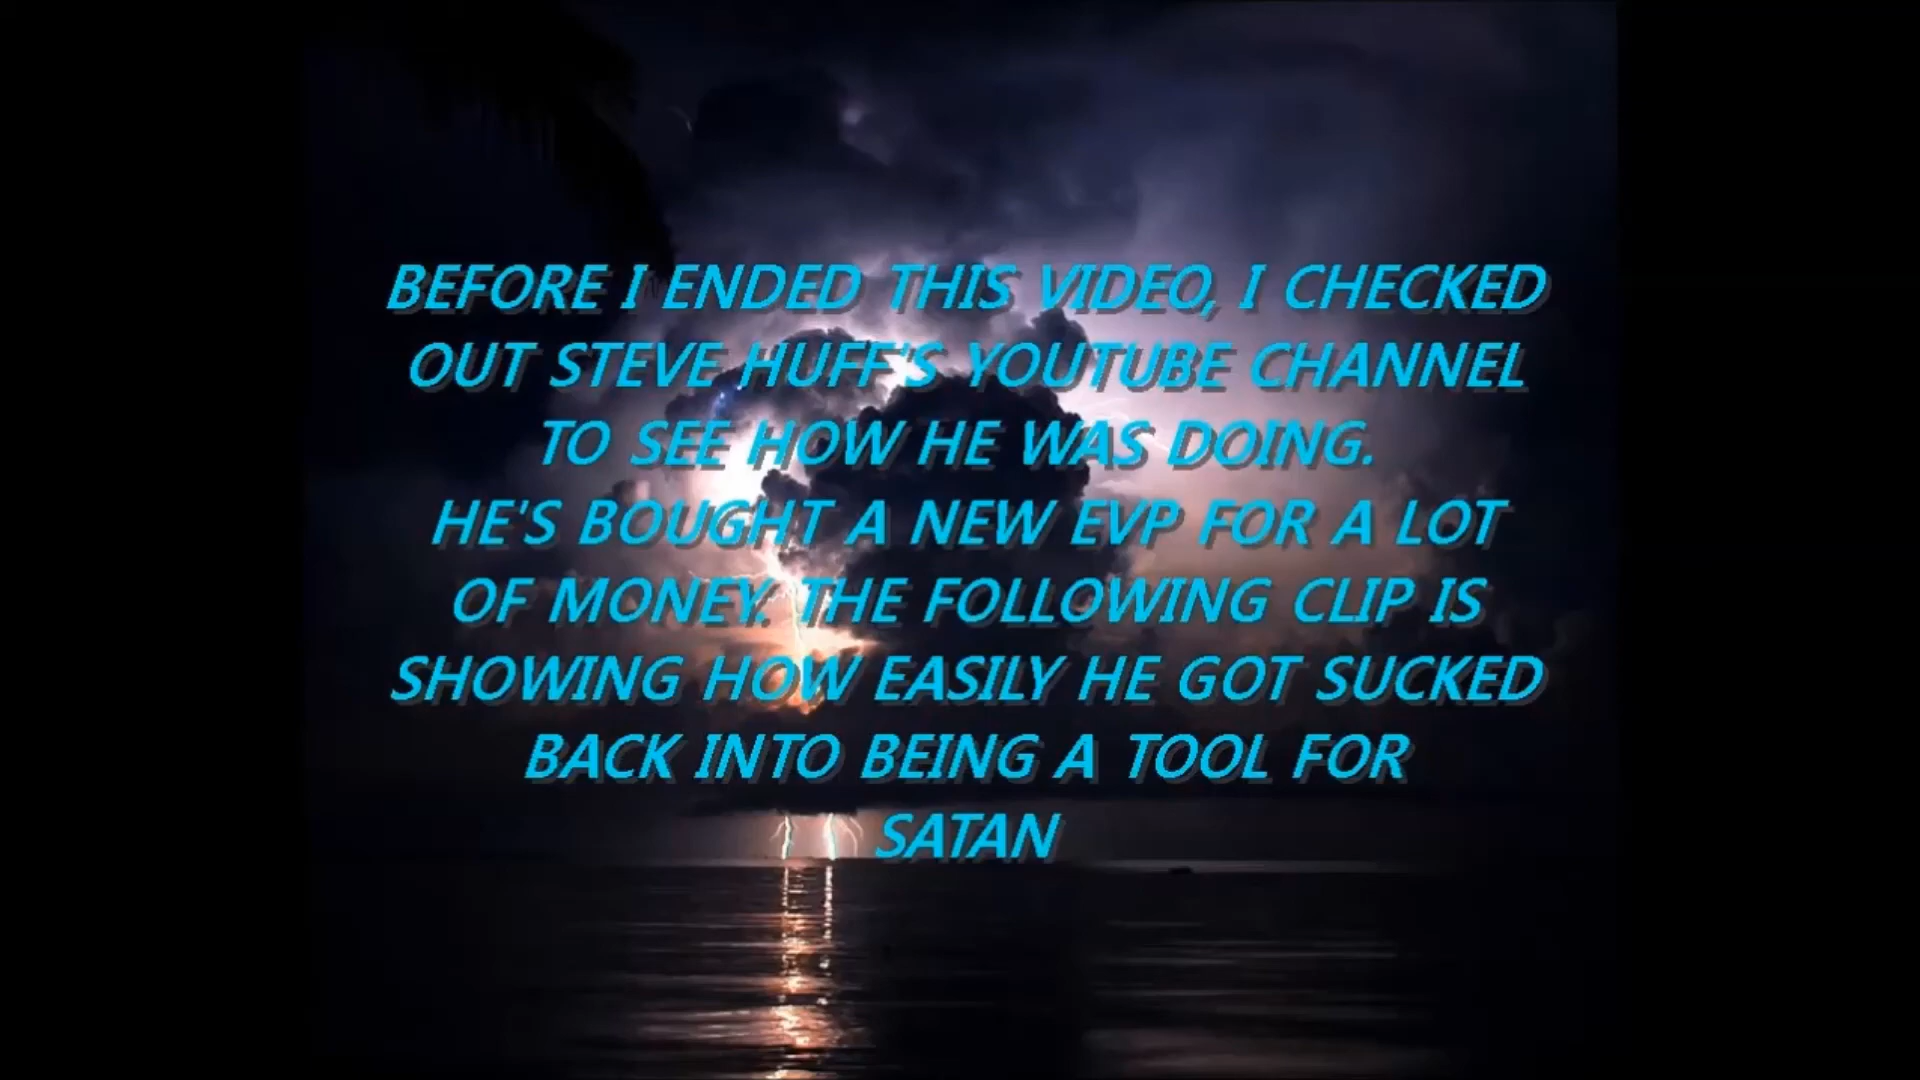 BEFORE I ENDED THIS VIDEO, I CHECKED
OUT STEVE HUFF'S YOUTUBE CHANNEL
TO SEE HOW HE WAS DOING.
HE'S BOUGHT A NEW EVP FOR A LOT
OF MONEY. THE FOLLOWING CLIP IS
SHOWING HOW EASILY HE GOT SUCKED
BACK INTO BEING A TOOL FOR
SATAN